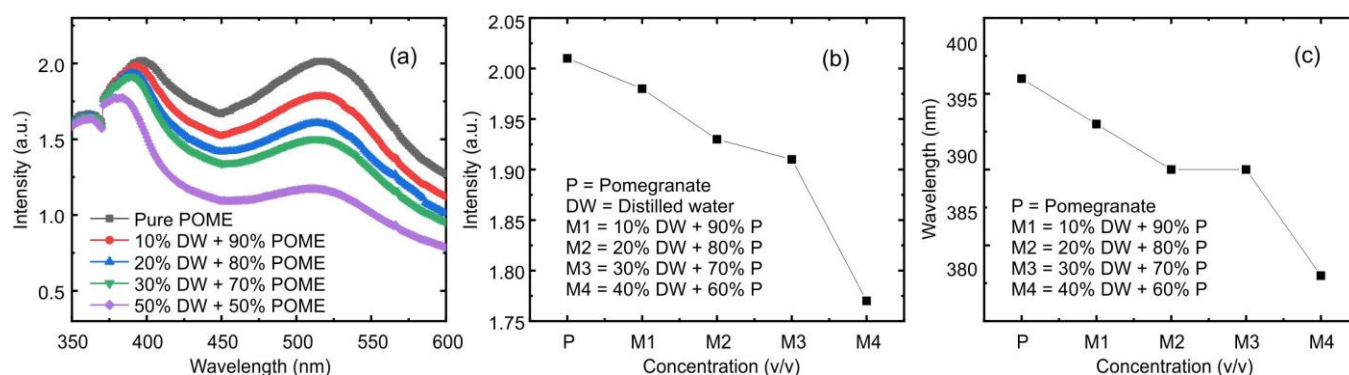 (a)
Intensity (a.u.)
2.0
1.5
1.0
0.5
Pure POME
10% DW + 90% POME
20% DW + 80% POME
30% DW + 70% POME
50% DW + 50% POME
350 400 450 500 550 600
Wavelength (nm)
(b)
Intensity (a.u.)
2.05
2.00
1.95
1.90
1.85
1.80
1.75
P = Pomegranate
DW = Distilled water
M1 = 10% DW + 90% P
M2 = 20% DW + 80% P
M3 = 30% DW + 70% P
M4 = 40% DW + 60% P
P M1 M2 M3 M4
Concentration (v/v)
(c)
Wavelength (nm)
400
395
390
385
380
P = Pomegranate
M1 = 10% DW + 90% P
M2 = 20% DW + 80% P
M3 = 30% DW + 70% P
M4 = 40% DW + 60% P
P M1 M2 M3 M4
Concentration (v/v)